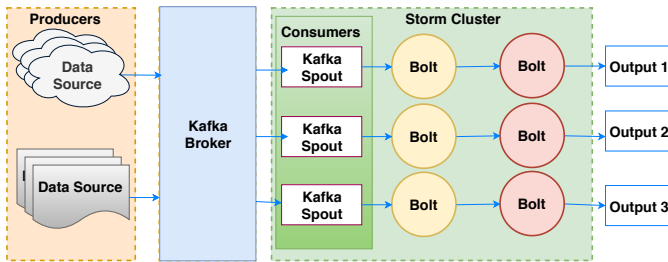 Producers
Data
Source
Data Source
Kafka
Broker
Storm Cluster
Consumers
Kafka
Spout
Bolt
Bolt
Output 1
Kafka
Spout
Bolt
Bolt
Output 2
Kafka
Spout
Bolt
Bolt
Output 3